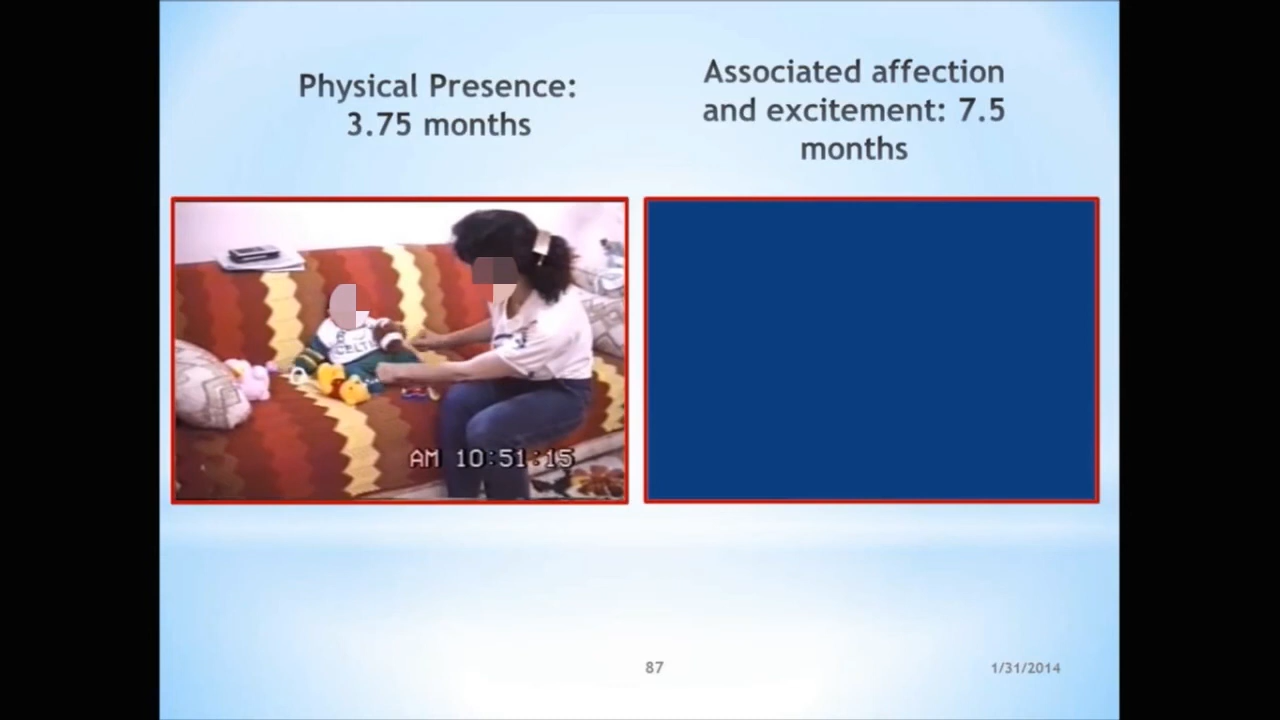 Physical Presence:
3.75 months
Associated affection
and excitement: 7.5
months
AM 10:51:15
87
1/31/2014